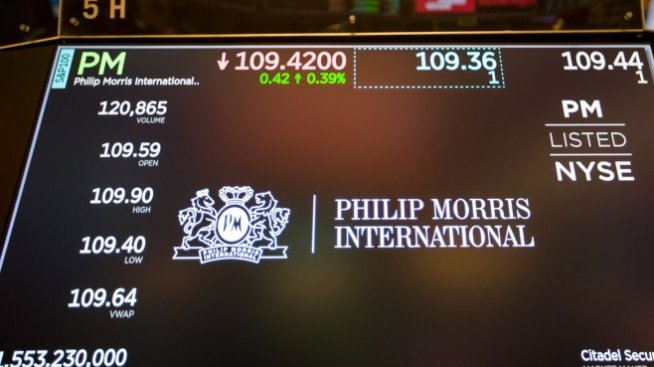 5 H
S&P100
PM
Philip Morris International..
↓ 109.4200
0.42 ↑ 0.39%
109.36
1
109.44
1
120,865
VOLUME
109.59
OPEN
109.90
HIGH
109.40
LOW
109.64
VWAP
1,553,230,000
PM
PHILIP MORRIS
INTERNATIONAL
PHILIP MORRIS
INTERNATIONAL
PM
LISTED
NYSE
Citadel Secur